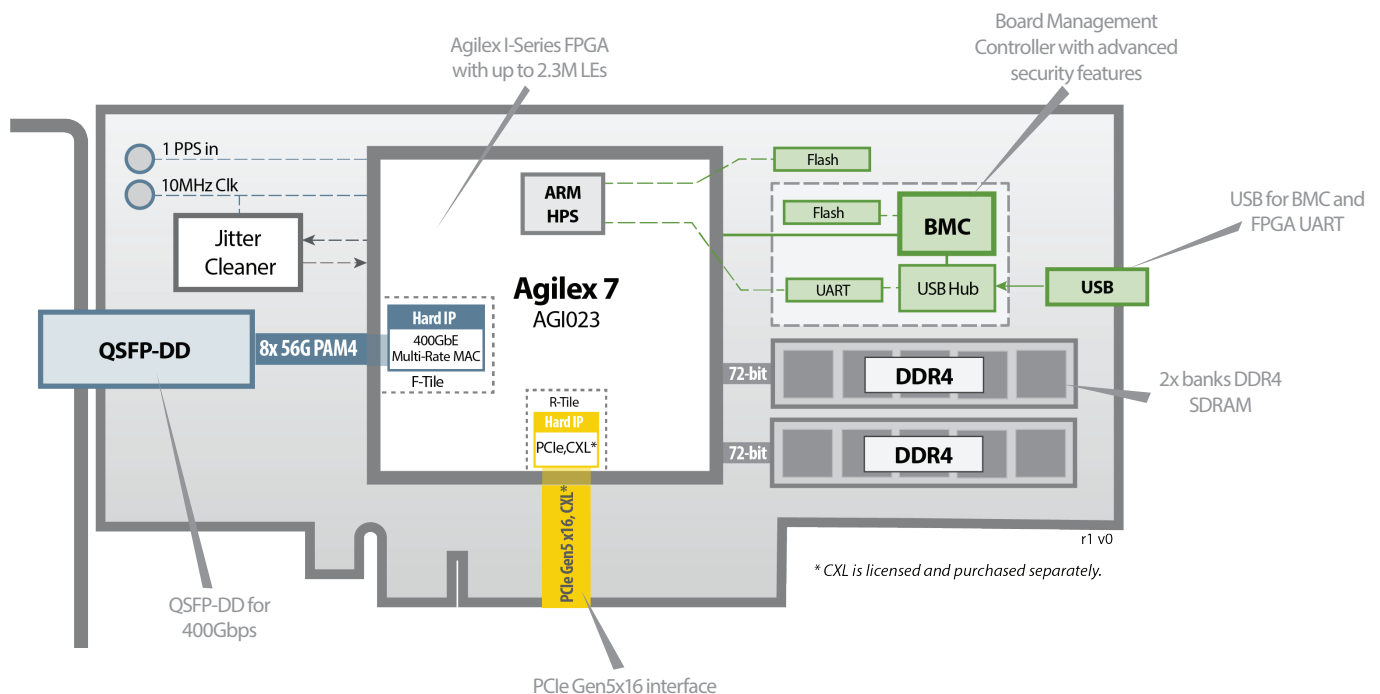 Board Management
Controller with advanced
security features
Agilex I-Series FPGA
with up to 2.3M LEs
1 PPS in
10MHz Clk
Jitter
Cleaner
ARM
HPS
Flash
Flash
BMC
UART
USB Hub
USB
USB for BMC and
FPGA UART
Agilex 7
AGI023
Hard IP
400GbE
Multi-Rate MAC
F-Tile
QSFP-DD
8x 56G PAM4
R-Tile
Hard IP
PCIe,CXL*
PCIe Gen5 x16, CXL*
72-bit
DDR4
72-bit
DDR4
2x banks DDR4
SDRAM
r1 v0
* CXL is licensed and purchased separately.
QSFP-DD for
400Gbps
PCIe Gen5x16 interface